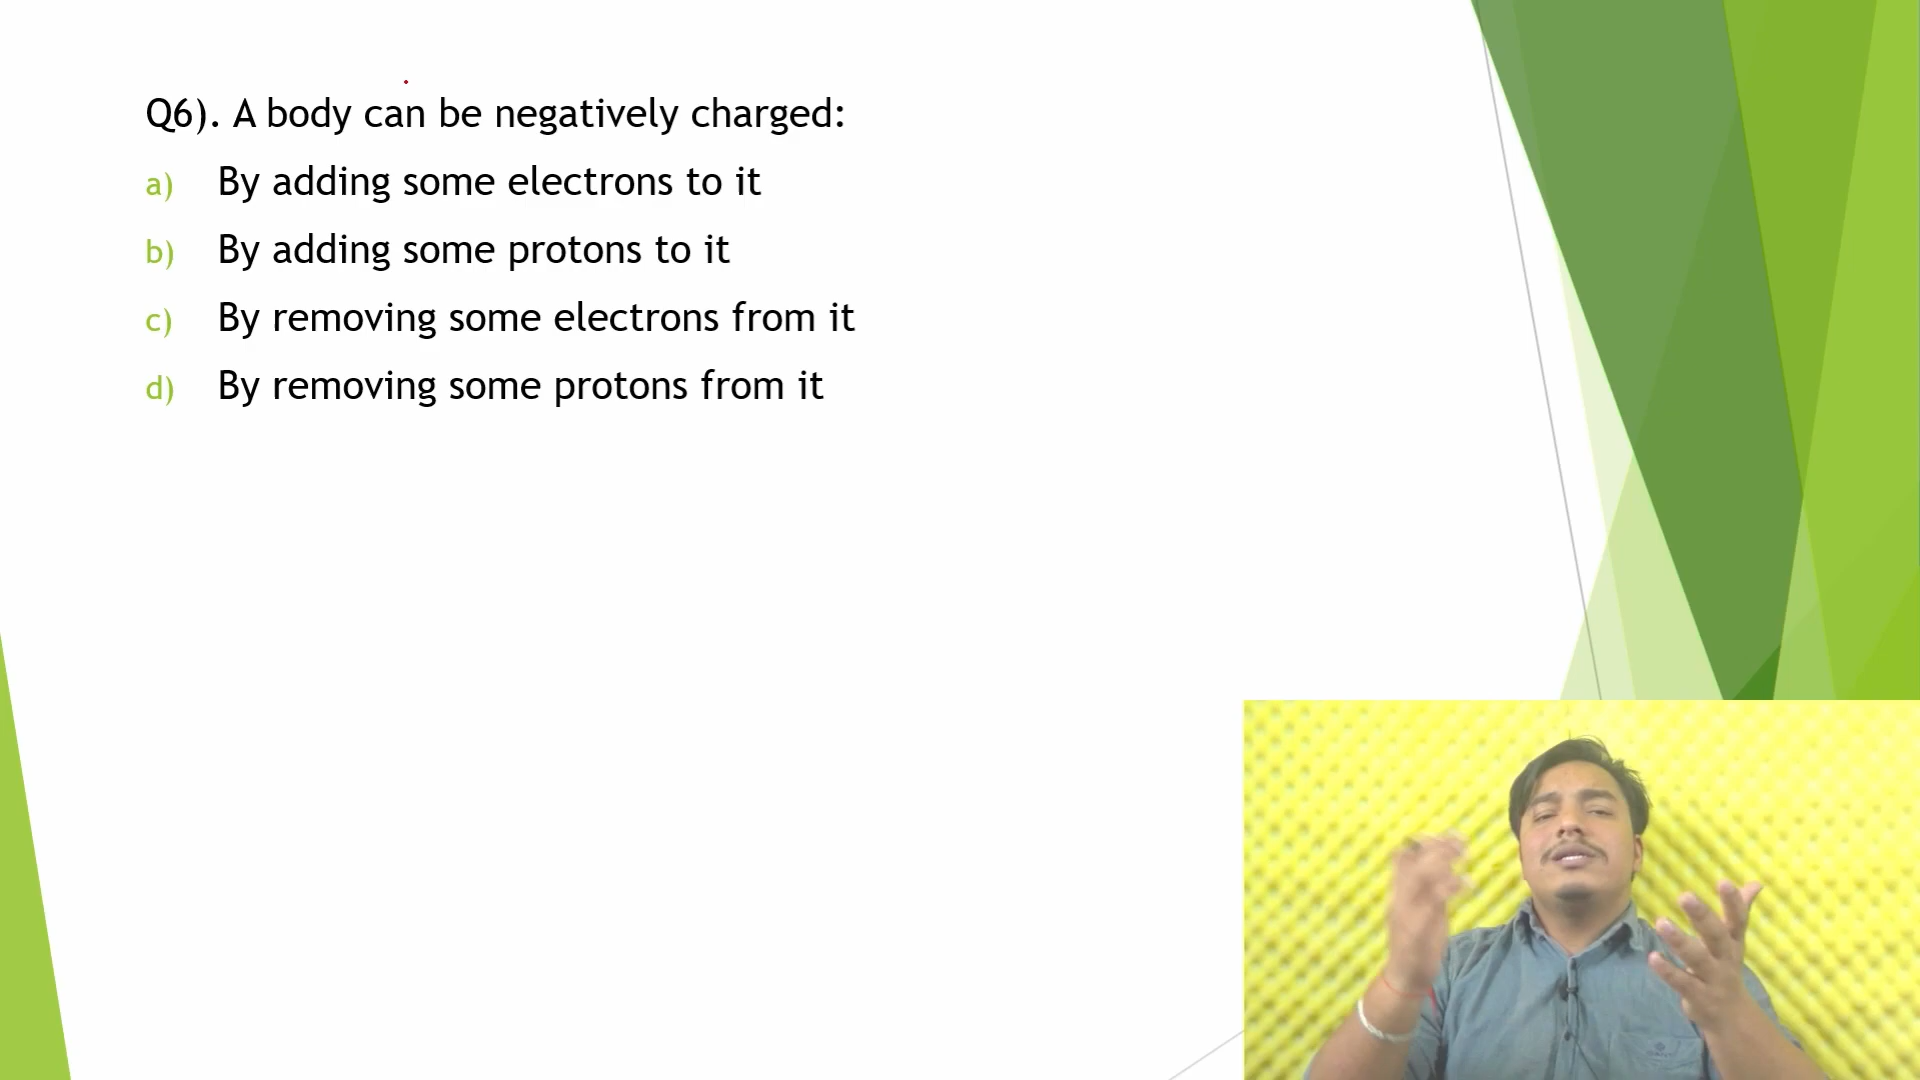 Q6). A body can be negatively charged:
a) By adding some electrons to it
b) By adding some protons to it
c) By removing some electrons from it
d) By removing some protons from it